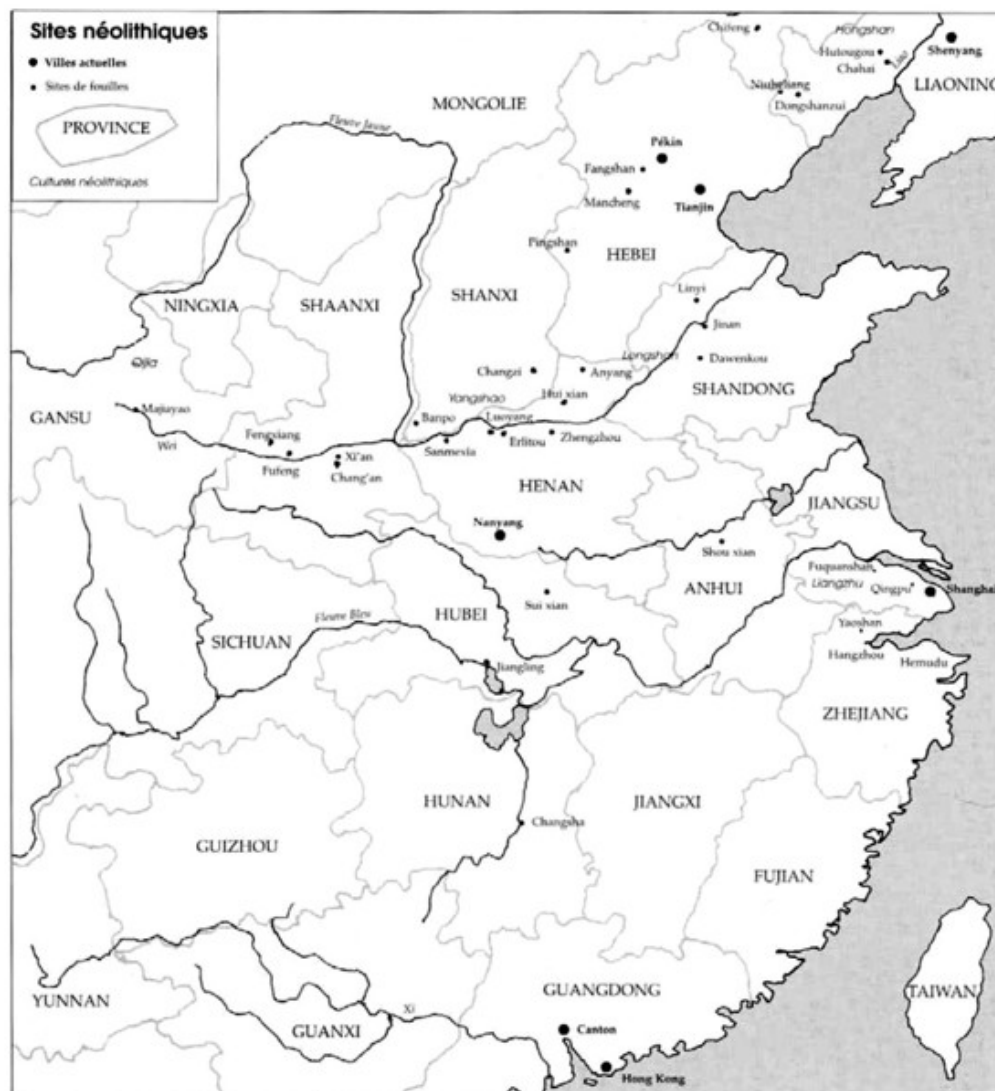 Sites néolithiques
Villes actuelles
Sites de fouilles
PROVINCE
Cultures néolithiques
Chifeng
Hongshan
Hutougou
Chahai
Liao
Shenyang
LIAONING
Niuheliang
Dongshanzui
MONGOLIE
Fleuve Jaune
Pékin
Fangshan
Mancheng
Tianjin
Pingshan
HEBEI
NINGXIA
SHAANXI
SHANXI
Linyi
Jinan
Qijia
Longshan
Dawenkou
Changzi
Anyang
SHANDONG
GANSU
Majiayao
Yangshao
Hui xian
Banpo
Luoyang
Wei
Fengxiang
Sanmexia
Erlitou
Zhengzhou
Fufeng
Xi'an
Chang'an
HENAN
JIANGSU
Nanyang
Shou xian
Fuquanshan
Liangzhu
Qingpu
Shanghai
ANHUI
Sui xian
Fleuve Bleu
HUBEI
SICHUAN
Yaoshan
Hangzhou
Hemudu
Jiangling
ZHEJIANG
HUNAN
JIANGXI
Changsha
GUIZHOU
FUJIAN
YUNNAN
GUANXI
Xi
GUANGDONG
TAIWAN
Canton
Hong Kong